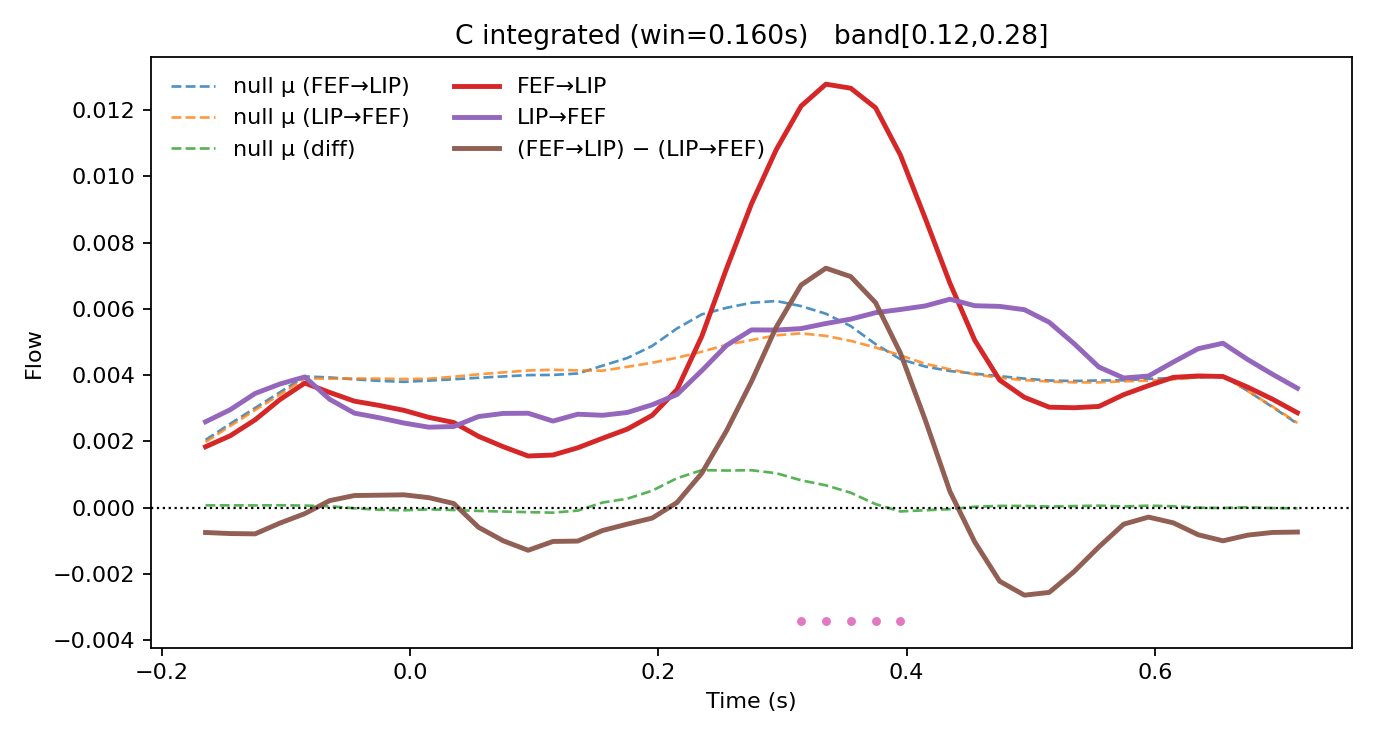 C integrated (win=0.160s)   band[0.12,0.28]
null μ (FEF→LIP)
null μ (LIP→FEF)
null μ (diff)
FEF→LIP
LIP→FEF
(FEF→LIP) − (LIP→FEF)
Flow
0.012
0.010
0.008
0.006
0.004
0.002
0.000
−0.002
−0.004
−0.2
0.0
0.2
0.4
0.6
Time (s)